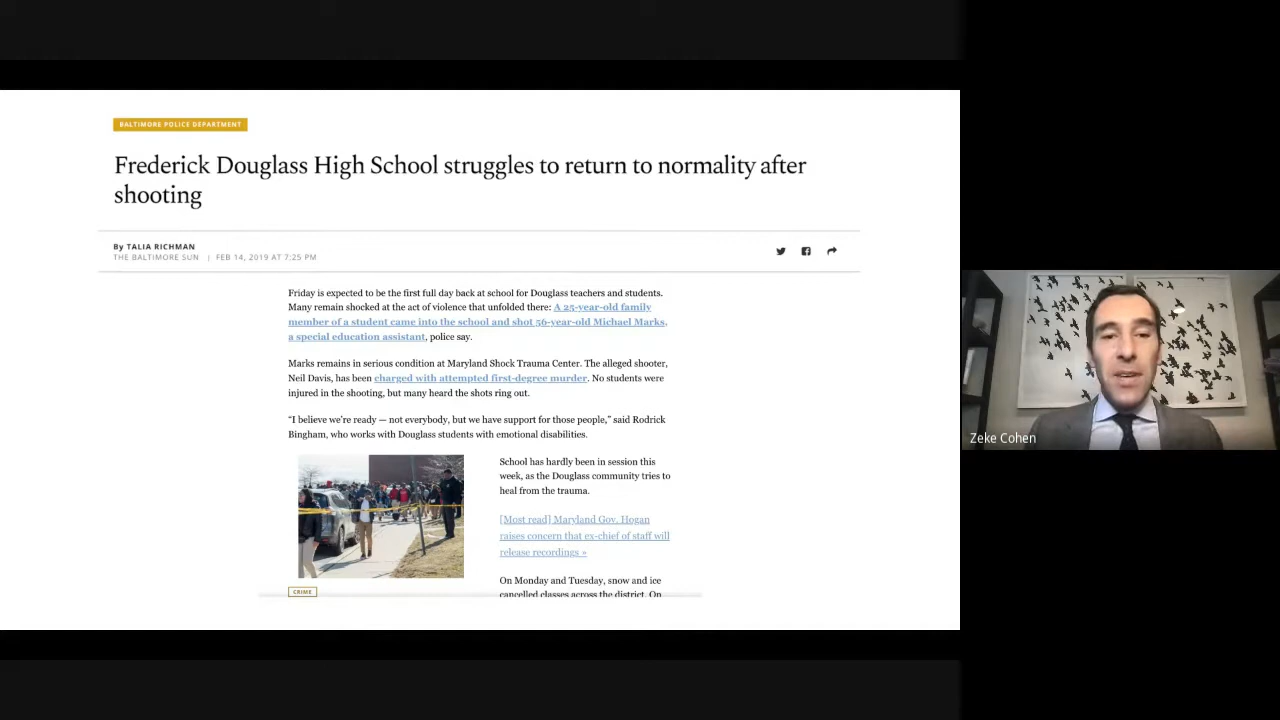 BALTIMORE POLICE DEPARTMENT
Frederick Douglass High School struggles to return to normality after
shooting
By TALIA RICHMAN
THE BALTIMORE SUN | FEB 14, 2019 AT 7:25 PM
Friday is expected to be the first full day back at school for Douglass teachers and students.
Many remain shocked at the act of violence that unfolded there: A 25-year-old family
member of a student came into the school and shot 56-year-old Michael Marks,
a special education assistant, police say.
Marks remains in serious condition at Maryland Shock Trauma Center. The alleged shooter,
Neil Davis, has been charged with attempted first-degree murder. No students were
injured in the shooting, but many heard the shots ring out.
“I believe we’re ready — not everybody, but we have support for those people,” said Rodrick
Bingham, who works with Douglass students with emotional disabilities.
School has hardly been in session this
week, as the Douglass community tries to
heal from the trauma.
[Most read] Maryland Gov. Hogan
raises concern that ex-chief of staff will
release recordings »
On Monday and Tuesday, snow and ice
cancelled classes across the district. On
CRIME
Zeke Cohen